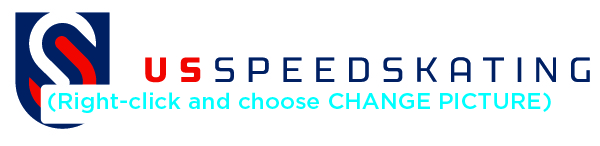 USSPEEDSKATING
(Right-click and choose CHANGE PICTURE)